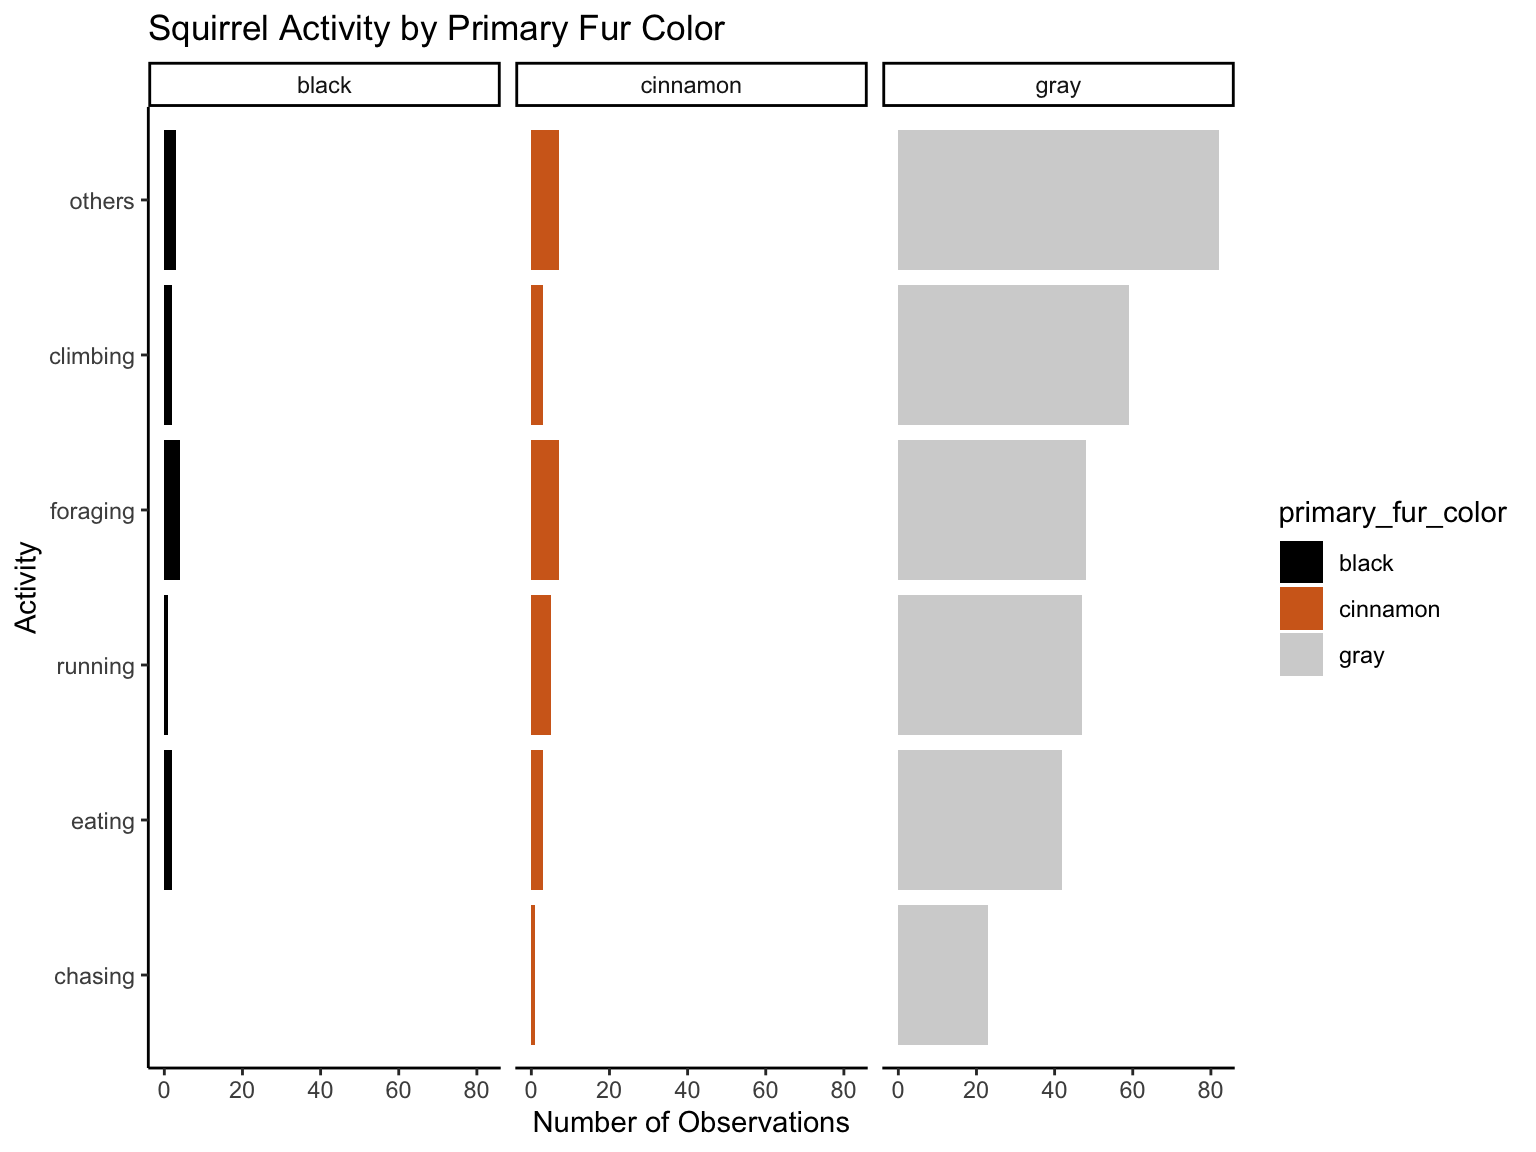 Squirrel Activity by Primary Fur Color
black
cinnamon
gray
Activity
others
climbing
foraging
running
eating
chasing
0 20 40 60 80
0 20 40 60 80
0 20 40 60 80
Number of Observations
primary_fur_color
black
cinnamon
gray